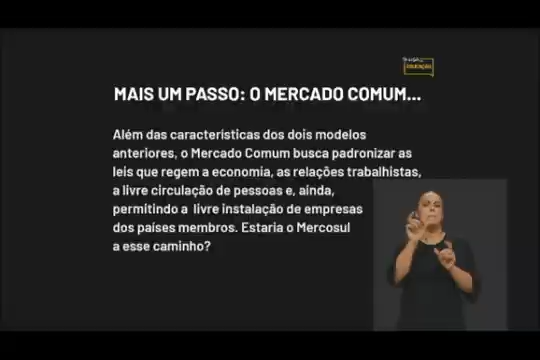 EDUCAÇÃO
MAIS UM PASSO: O MERCADO COMUM...
Além das características dos dois modelos
anteriores, o Mercado Comum busca padronizar as
leis que regem a economia, as relações trabalhistas,
a livre circulação de pessoas e, ainda,
permitindo a livre instalação de empresas
dos países membros. Estaria o Mercosul
a esse caminho?